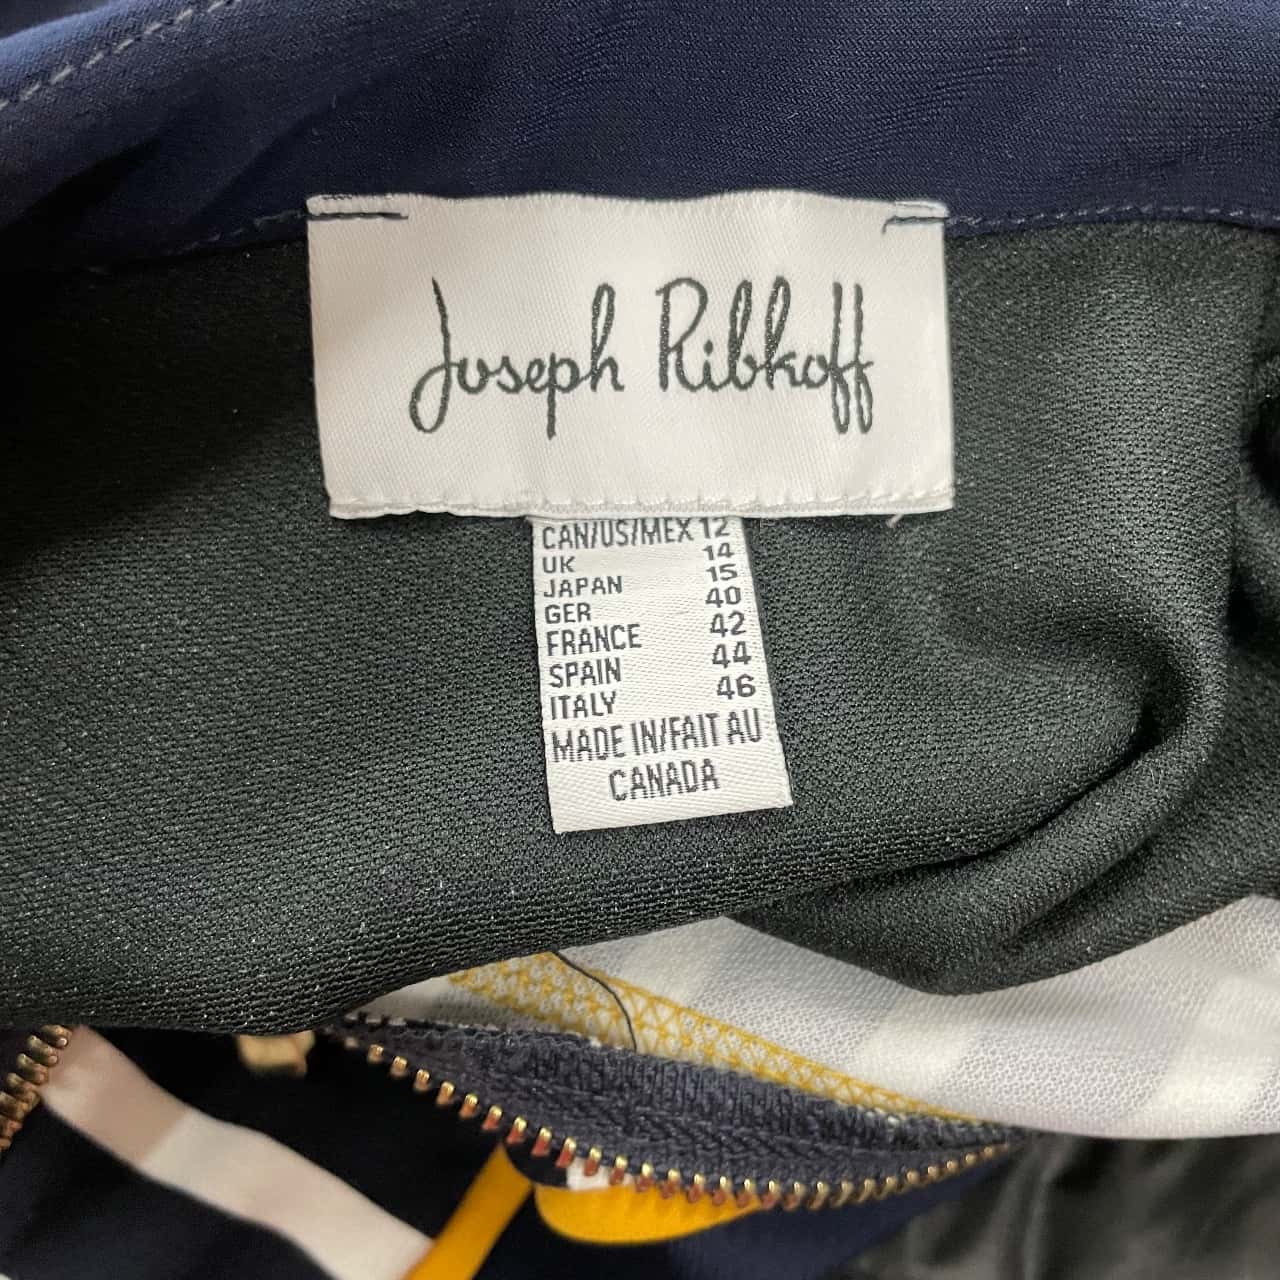 Joseph Ribkoff
CAN/US/MEX 12
UK 14
JAPAN 15
GER 40
FRANCE 42
SPAIN 44
ITALY 46
MADE IN/FAIT AU
CANADA